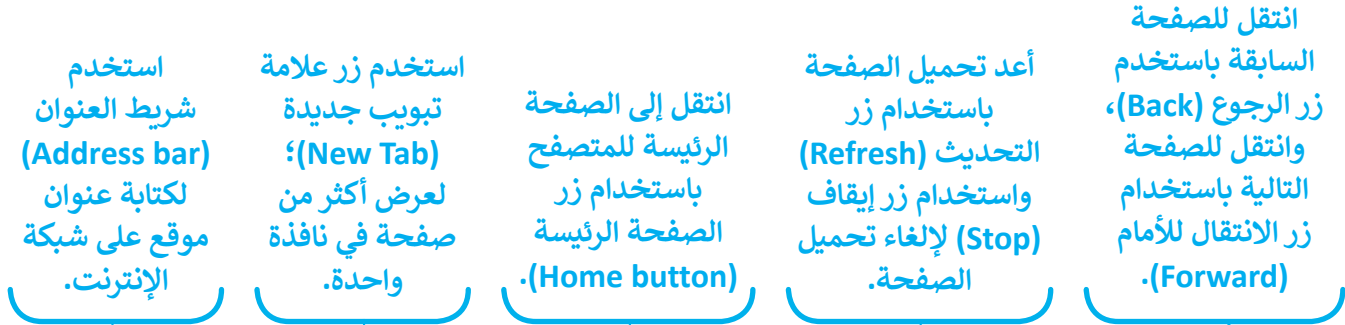 انتقل للصفحة
السابقة باستخدم
زر الرجوع (Back)،
وانتقل للصفحة
التالية باستخدام
زر الانتقال للأمام
(Forward).
أعد تحميل الصفحة
باستخدام زر
التحديث (Refresh)
واستخدام زر إيقاف
(Stop) لإلغاء تحميل
الصفحة.
انتقل إلى الصفحة
الرئيسة للمتصفح
باستخدام زر
الصفحة الرئيسة
(Home button).
استخدم زر علامة
تبويب جديدة
(New Tab)؛
لعرض أكثر من
صفحة في نافذة
واحدة.
استخدم
شريط العنوان
(Address bar)
لكتابة عنوان
موقع على شبكة
الإنترنت.